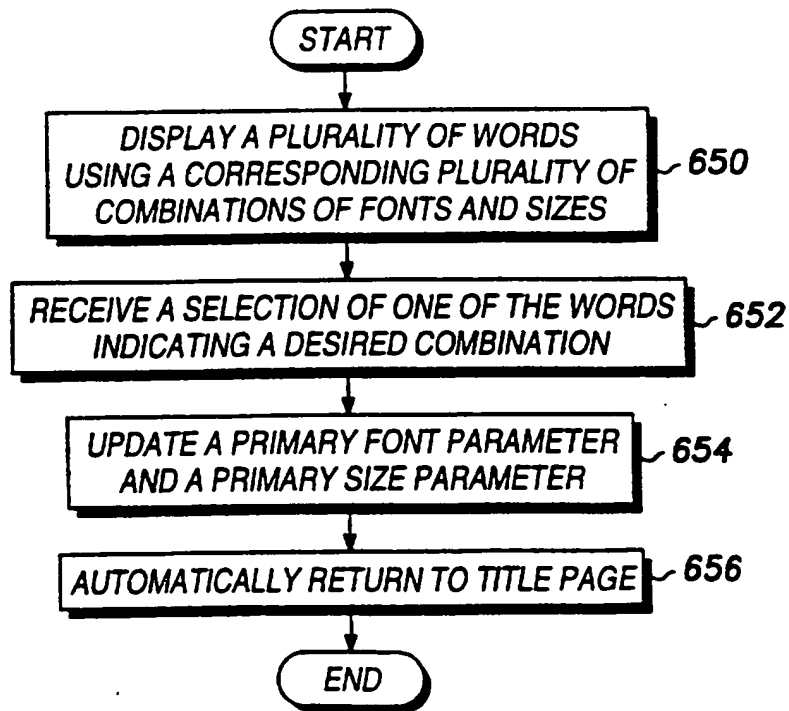 START
DISPLAY A PLURALITY OF WORDS
USING A CORRESPONDING PLURALITY OF
COMBINATIONS OF FONTS AND SIZES
650
RECEIVE A SELECTION OF ONE OF THE WORDS
INDICATING A DESIRED COMBINATION
652
UPDATE A PRIMARY FONT PARAMETER
AND A PRIMARY SIZE PARAMETER
654
AUTOMATICALLY RETURN TO TITLE PAGE
656
END